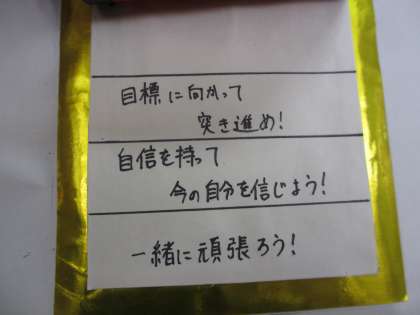 目標に向かって
突き進め!
自信を持って
今の自分を信じよう!
一緒に頑張ろう!